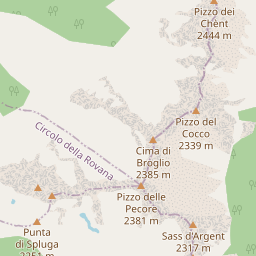 Pizzo dei
Chent
2444 m
Pizzo del
Cocco
2339 m
Circolo della Rovana
Cima di
Broglio
2385 m
Pizzo delle
Pecore
2381 m
Punta
di Spluga
Sass d'Argent
2317 m